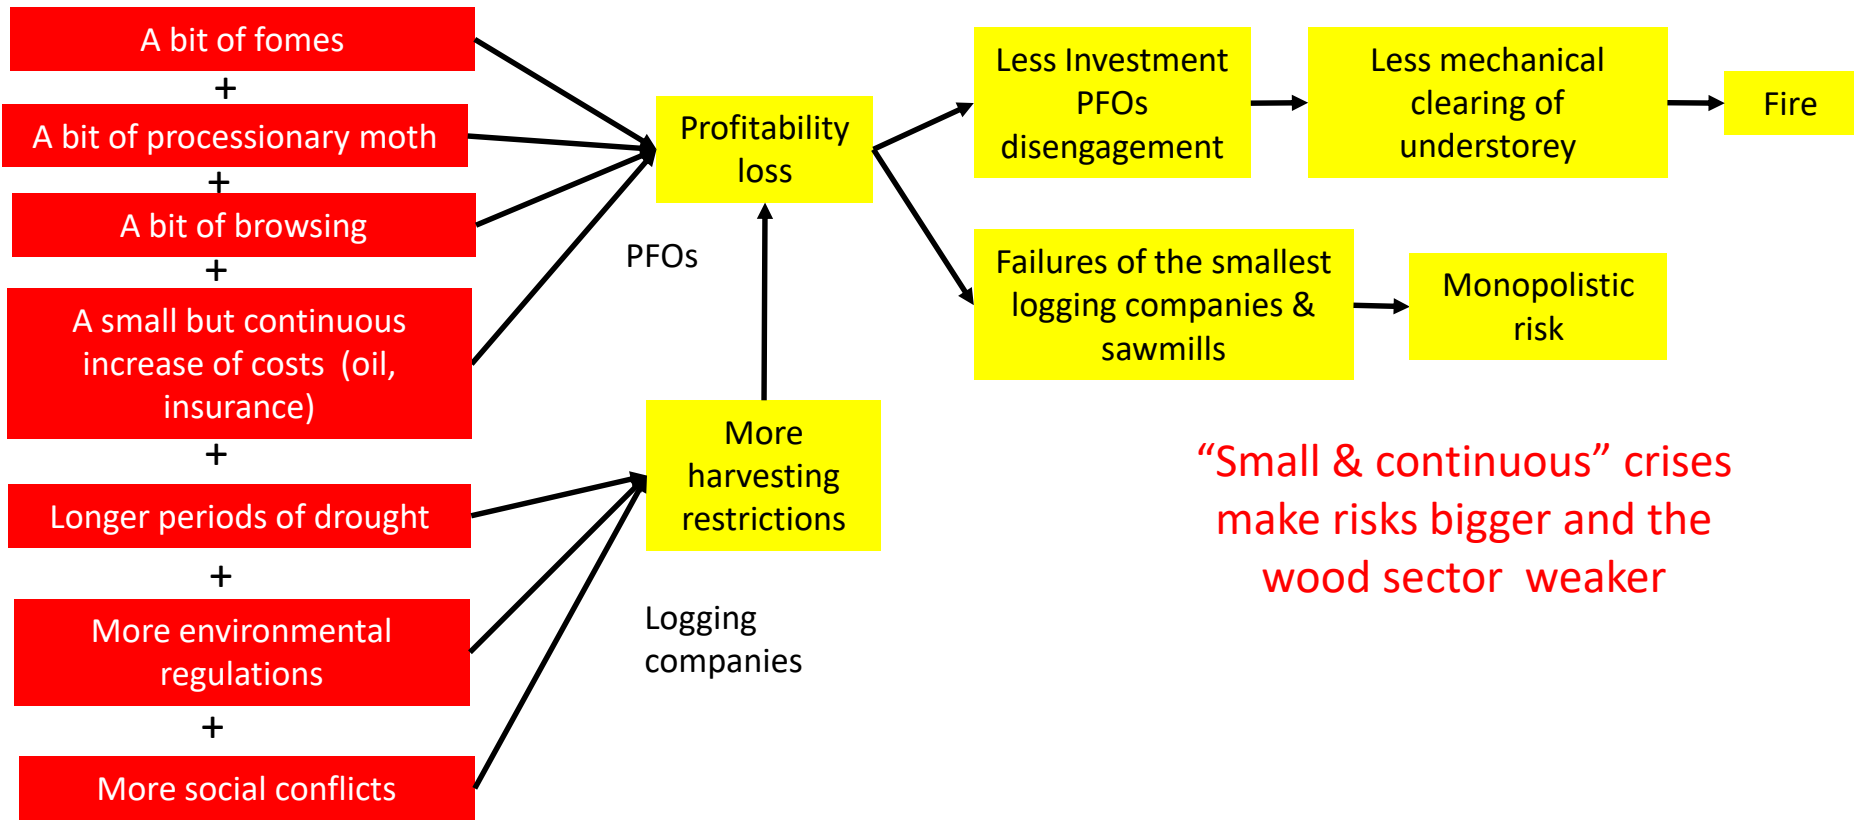 A bit of fomes
+
A bit of processionary moth
+
A bit of browsing
+
A small but continuous
increase of costs  (oil,
insurance)
+
Longer periods of drought
+
More environmental
regulations
+
More social conflicts
Profitability
loss
PFOs
More
harvesting
restrictions
Logging
companies
Less Investment
PFOs
disengagement
Less mechanical
clearing of
understorey
Fire
Failures of the smallest
logging companies &
sawmills
Monopolistic
risk
“Small & continuous” crises
make risks bigger and the
wood sector  weaker